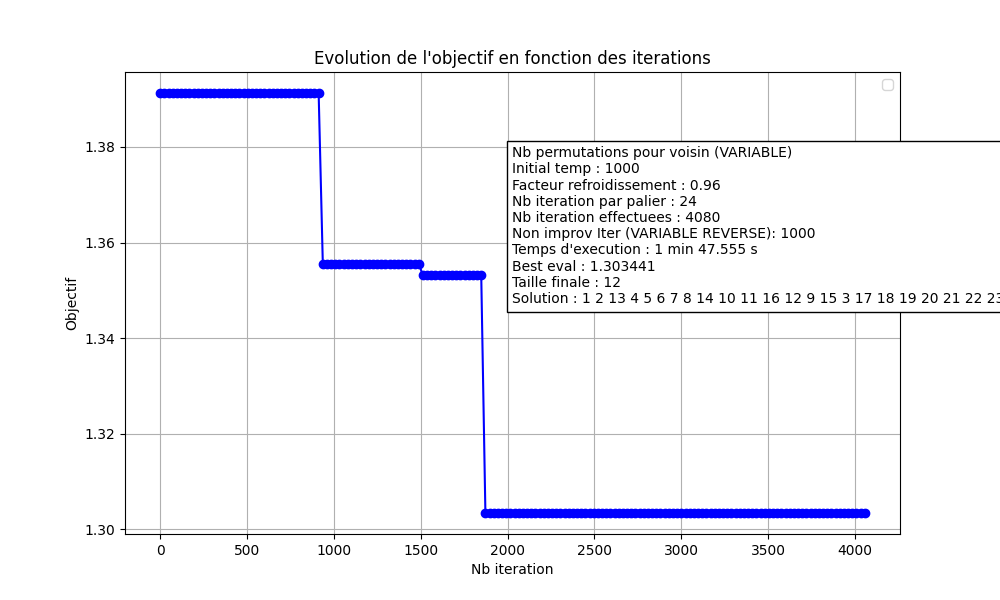 Evolution de l'objectif en fonction des iterations
1.38
1.36
1.34
1.32
1.30
Objectif
Nb permutations pour voisin (VARIABLE)
Initial temp : 1000
Facteur refroidissement : 0.96
Nb iteration par palier : 24
Nb iteration effectuees : 4080
Non improv Iter (VARIABLE REVERSE): 1000
Temps d'execution : 1 min 47.555 s
Best eval : 1.303441
Taille finale : 12
Solution : 1 2 13 4 5 6 7 8 14 10 11 16 12 9 15 3 17 18 19 20 21 22 23
0 500 1000 1500 2000 2500 3000 3500 4000
Nb iteration